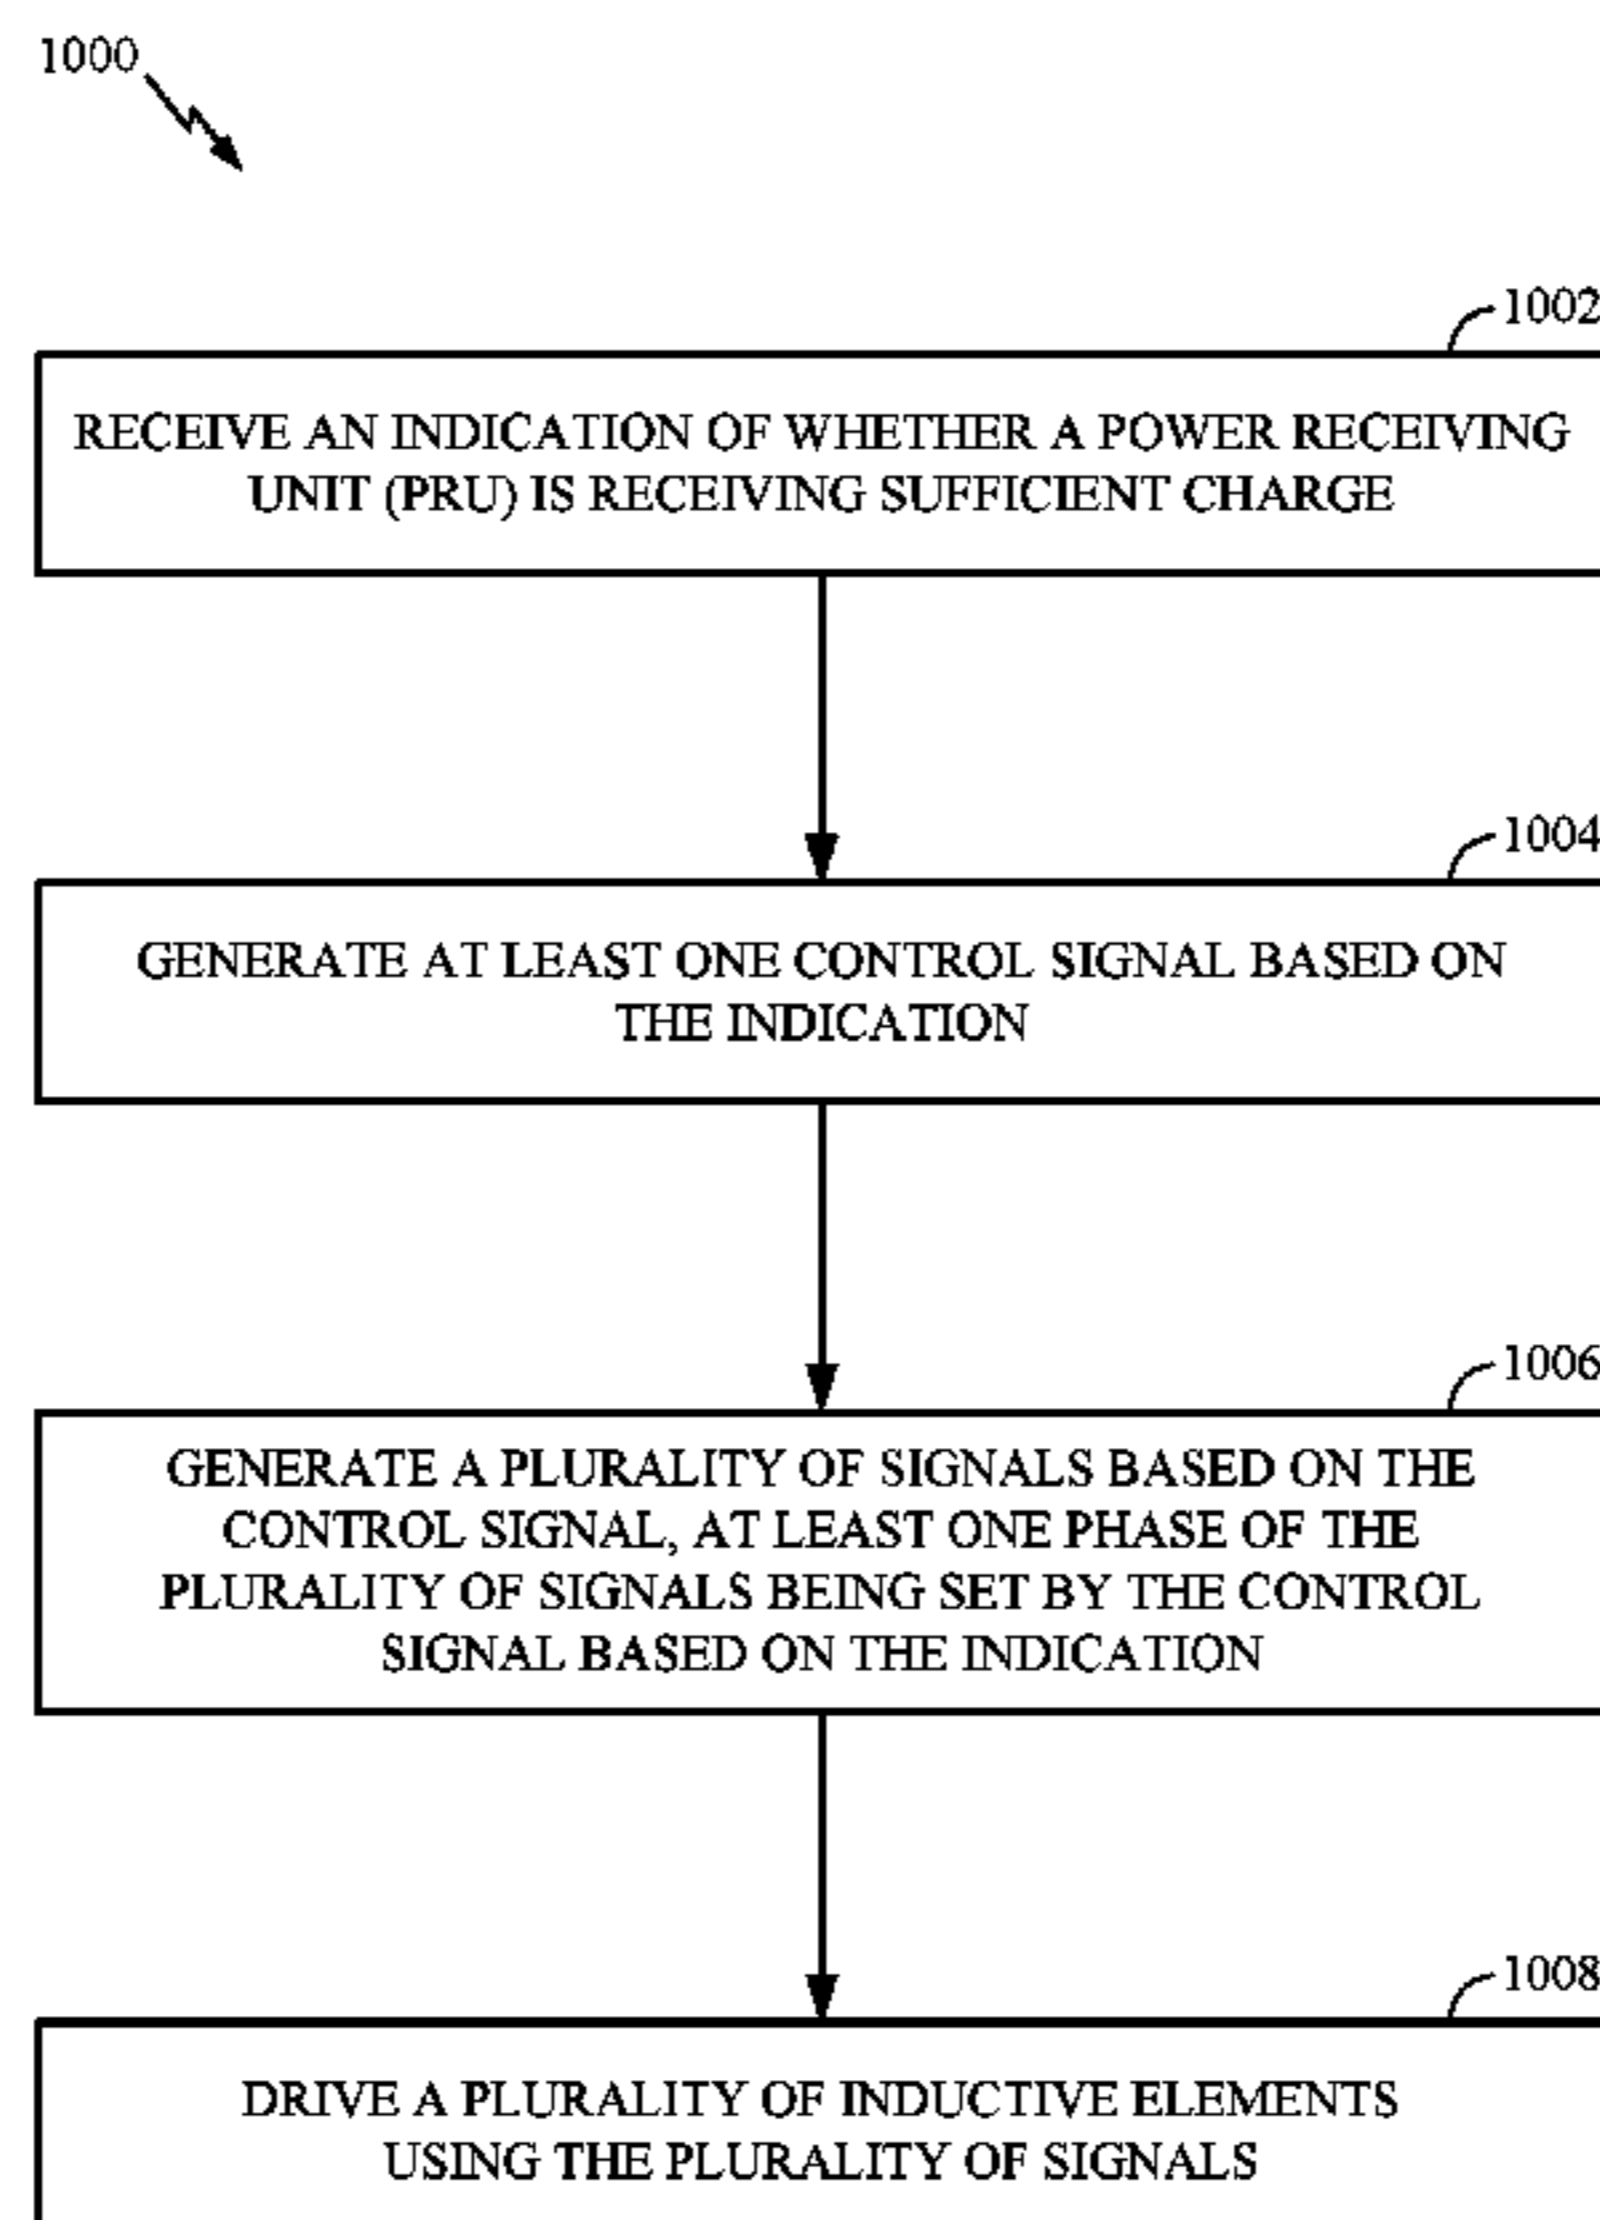 1000
1002
RECEIVE AN INDICATION OF WHETHER A POWER RECEIVING
UNIT (PRU) IS RECEIVING SUFFICIENT CHARGE
1004
GENERATE AT LEAST ONE CONTROL SIGNAL BASED ON
THE INDICATION
1006
GENERATE A PLURALITY OF SIGNALS BASED ON THE
CONTROL SIGNAL, AT LEAST ONE PHASE OF THE
PLURALITY OF SIGNALS BEING SET BY THE CONTROL
SIGNAL BASED ON THE INDICATION
1008
DRIVE A PLURALITY OF INDUCTIVE ELEMENTS
USING THE PLURALITY OF SIGNALS